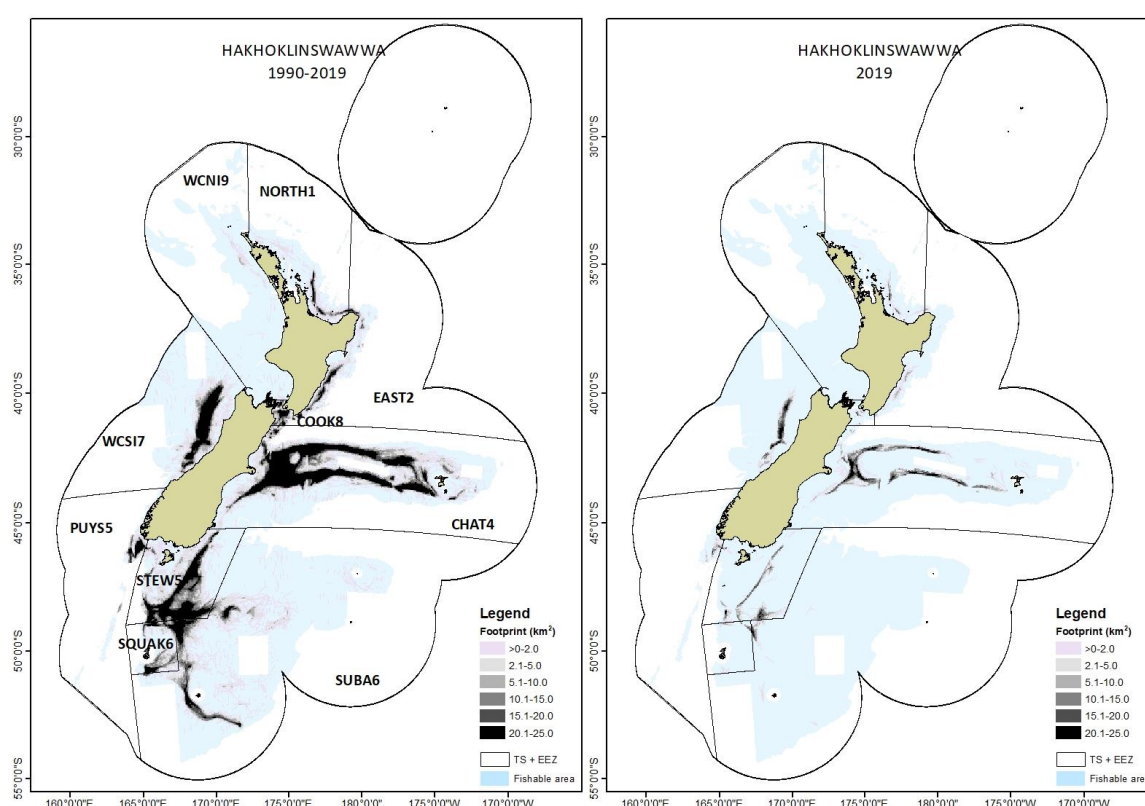 HAKHOKLINSWAWWA
1990-2019
30°0'0"S
35°0'0"S
40°0'0"S
45°0'0"S
50°0'0"S
55°0'0"S
WCNI9
NORTH1
EAST2
COOK8
WCSI7
CHAT4
PUYS5
STEW5
SQUAK6
SUBA6
Legend
Footprint (km²)
>0-2.0
2.1-5.0
5.1-10.0
10.1-15.0
15.1-20.0
20.1-25.0
TS + EEZ
Fishable area
160°0'0"E
165°0'0"E
170°0'0"E
175°0'0"E
180°0'0"
175°0'0"W
170°0'0"W
HAKHOKLINSWAWWA
2019
30°0'0"S
35°0'0"S
40°0'0"S
45°0'0"S
50°0'0"S
55°0'0"S
Legend
Footprint (km²)
>0-2.0
2.1-5.0
5.1-10.0
10.1-15.0
15.1-20.0
20.1-25.0
TS + EEZ
Fishable area
160°0'0"E
165°0'0"E
170°0'0"E
175°0'0"E
180°0'0"
175°0'0"W
170°0'0"W